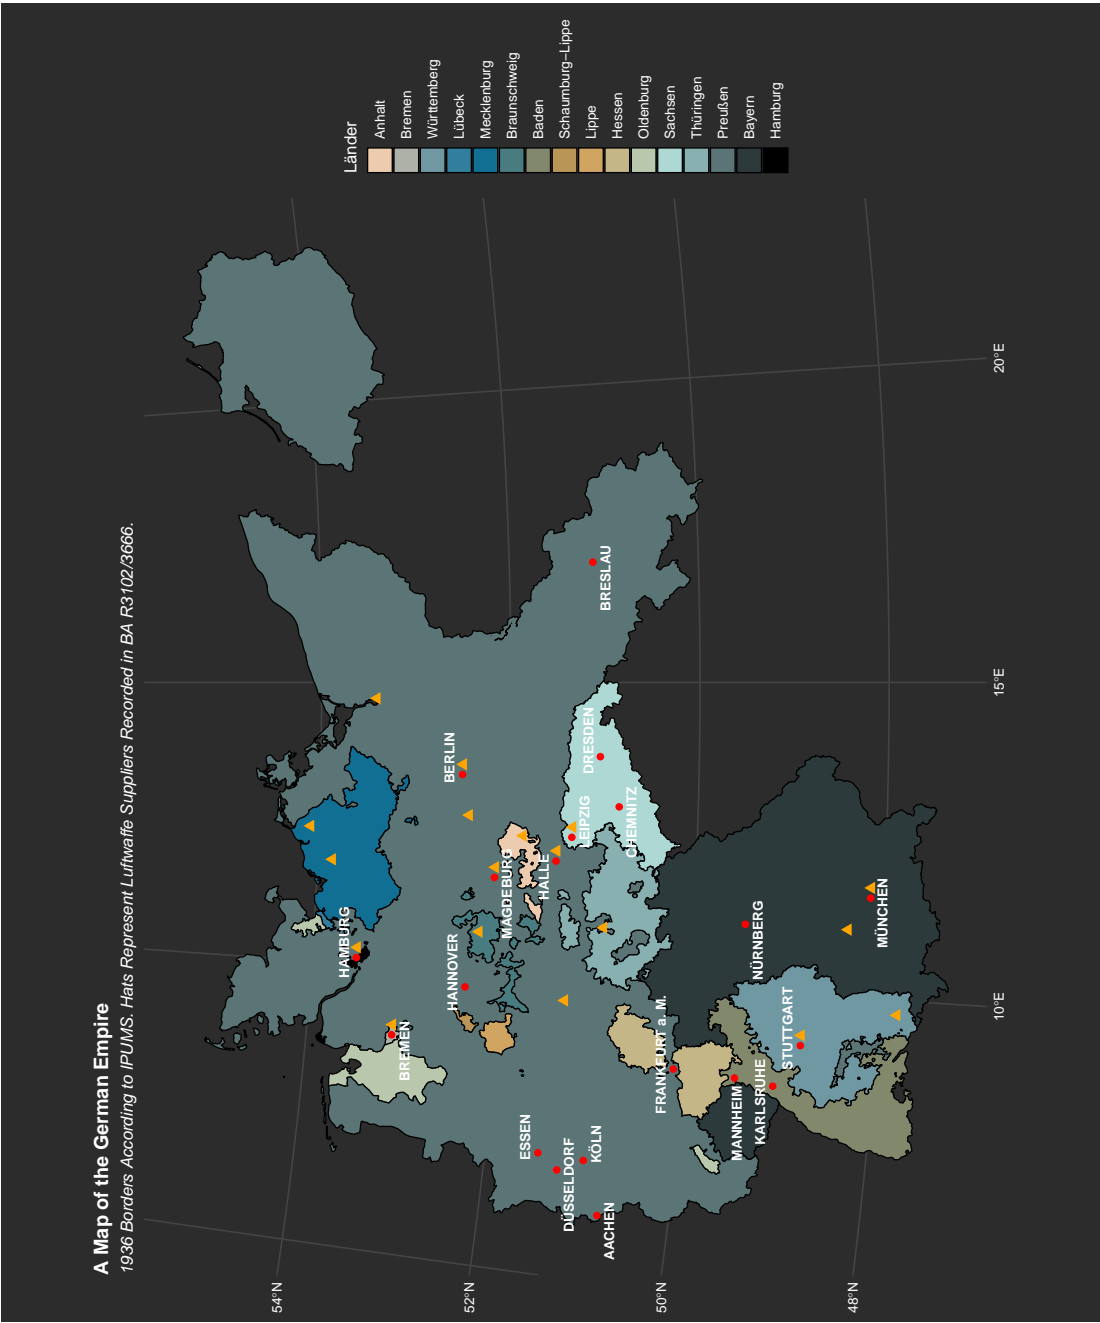 A Map of the German Empire
1936 Borders According to IPUMS. Hats Represent Luftwaffe Suppliers Recorded in BA R3102/3666.
54°N
52°N
50°N
48°N
10°E
15°E
20°E
HAMBURG
BREMEN
BERLIN
HANNOVER
MAGDEBURG
HALLE
ESSEN
DÜSSELDORF
KÖLN
AACHEN
LEIPZIG
DRESDEN
CHEMNITZ
BRESLAU
FRANKFURT a. M.
MANNHEIM
KARLSRUHE
STUTTGART
NÜRNBERG
MÜNCHEN
Länder
Anhalt
Bremen
Württemberg
Lübeck
Mecklenburg
Braunschweig
Baden
Schaumburg−Lippe
Lippe
Hessen
Oldenburg
Sachsen
Thüringen
Preußen
Bayern
Hamburg